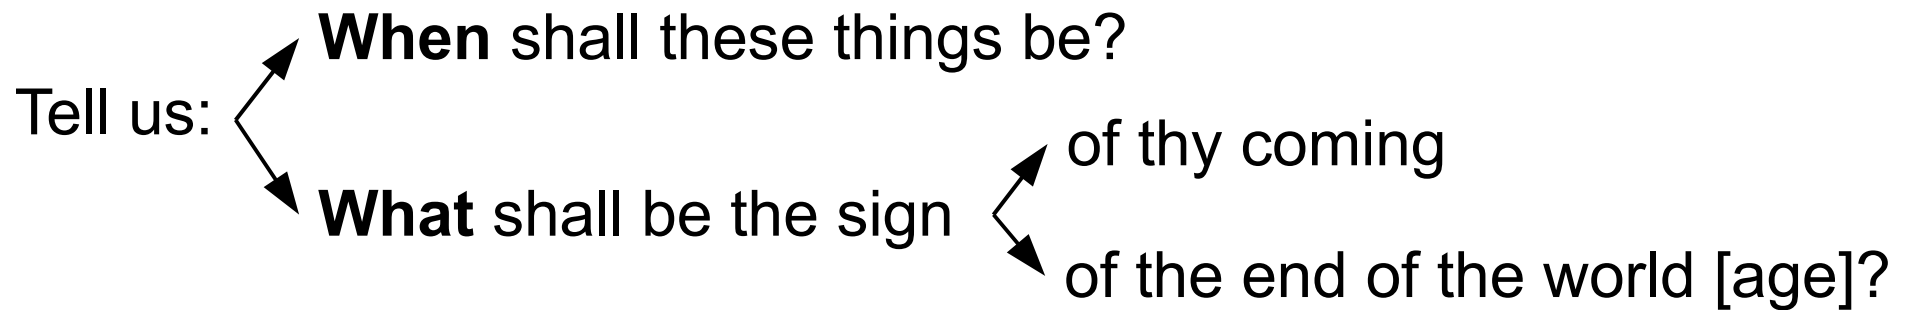 Tell us:
When shall these things be?
What shall be the sign
of thy coming
of the end of the world [age]?